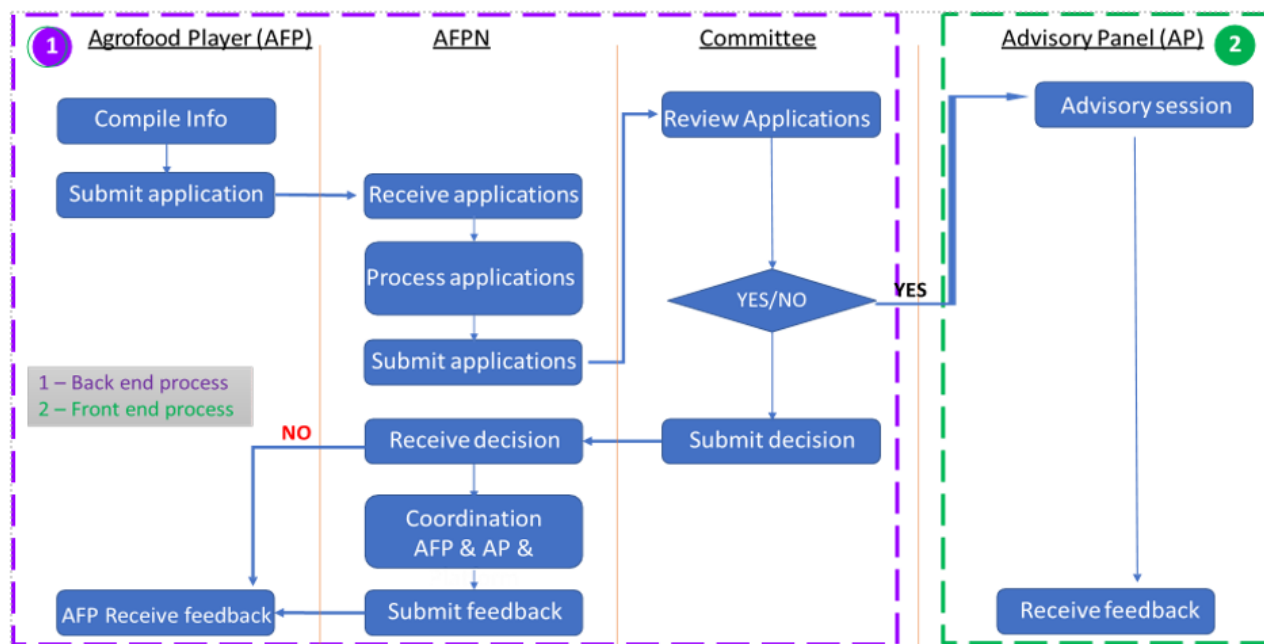 1
Agrofood Player (AFP)
AFPN
Committee
Advisory Panel (AP)
2
Compile Info
Submit application
Receive applications
Process applications
Submit applications
Review Applications
YES/NO
YES
Advisory session
1 – Back end process
2 – Front end process
NO
Receive decision
Submit decision
Coordination
AFP & AP &
AFP Receive feedback
Submit feedback
Receive feedback